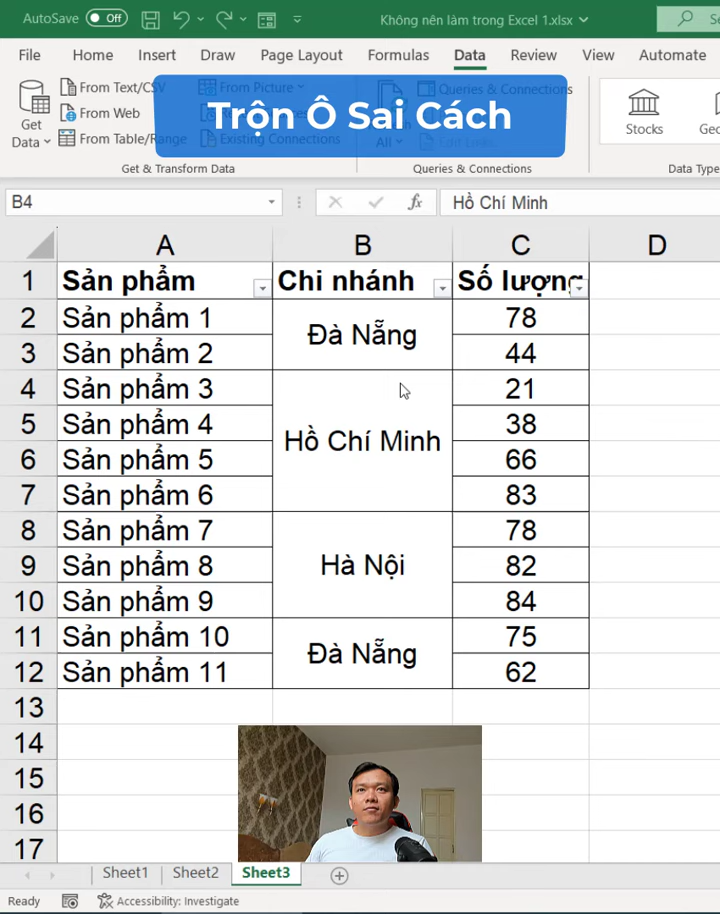 AutoSave Off Không nên làm trong Excel 1.xlsx
File Home Insert Draw Page Layout Formulas Data Review View Automate
From Text/CSV From Picture Queries & Connections
Get Data From Web
From Table/Range Existing Connections All
Stocks
Trộn Ô Sai Cách
Get & Transform Data Queries & Connections Data Type
B4 fx Hồ Chí Minh
A B C D
1 Sản phẩm Chi nhánh Số lượng
2 Sản phẩm 1 Đà Nẵng 78
3 Sản phẩm 2 44
4 Sản phẩm 3 21
5 Sản phẩm 4 Hồ Chí Minh 38
6 Sản phẩm 5 66
7 Sản phẩm 6 83
8 Sản phẩm 7 78
9 Sản phẩm 8 Hà Nội 82
10 Sản phẩm 9 84
11 Sản phẩm 10 Đà Nẵng 75
12 Sản phẩm 11 62
13
14
15
16
17
Sheet1 Sheet2 Sheet3
Ready Accessibility: Investigate